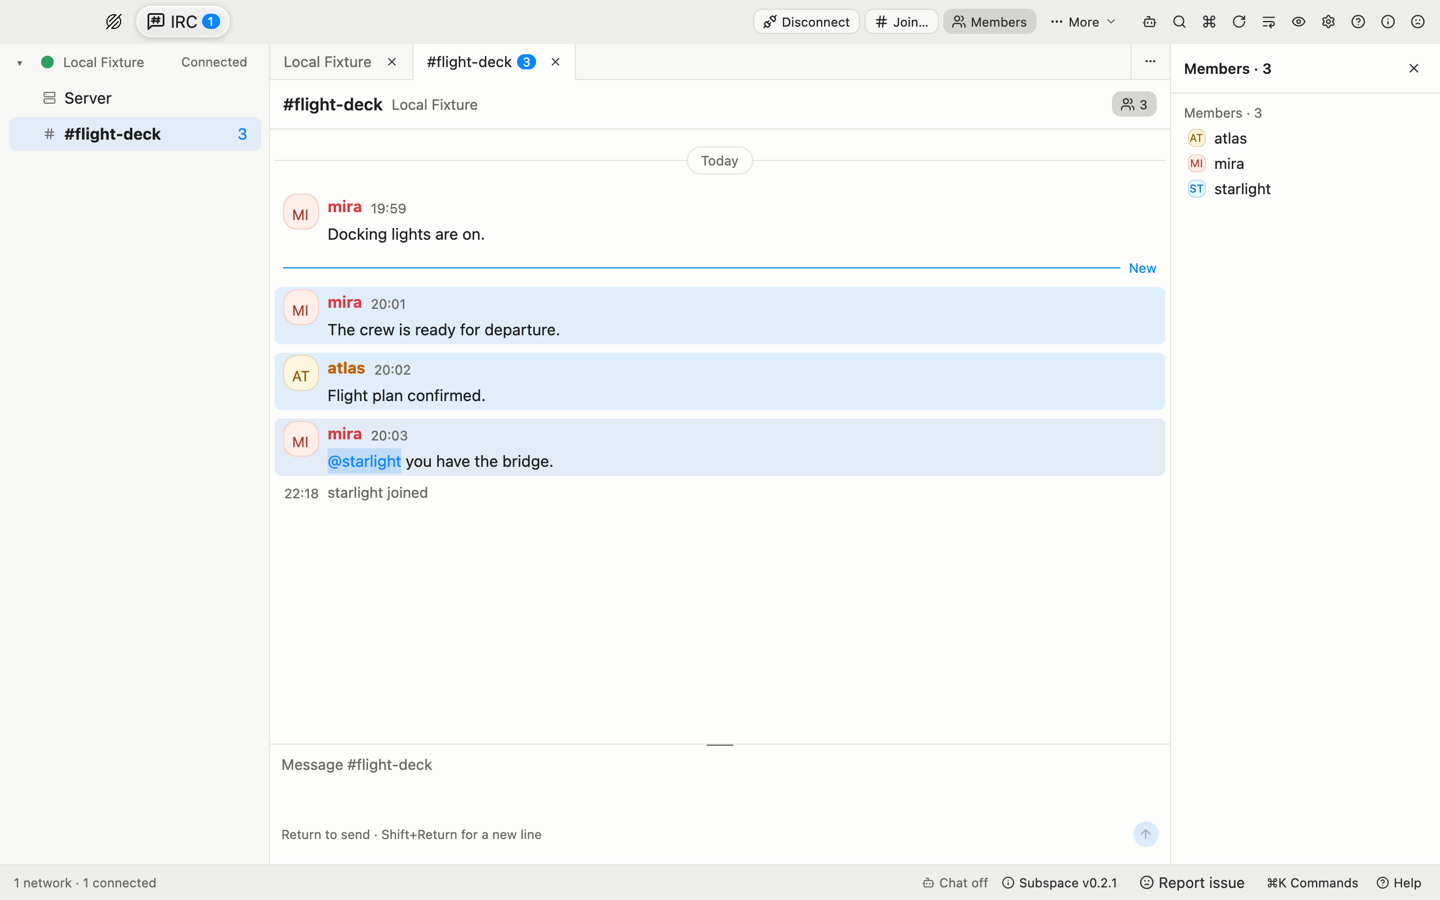 IRC 1
Disconnect
Join...
Members
More
Local Fixture Connected
Server
#flight-deck 3
Local Fixture
#flight-deck 3
#flight-deck Local Fixture
3
Today
MI mira 19:59
Docking lights are on.
New
MI mira 20:01
The crew is ready for departure.
AT atlas 20:02
Flight plan confirmed.
MI mira 20:03
@starlight you have the bridge.
22:18 starlight joined
Message #flight-deck
Return to send · Shift+Return for a new line
Members · 3
Members · 3
AT atlas
MI mira
ST starlight
1 network · 1 connected
Chat off
Subspace v0.2.1
Report issue
⌘K Commands
Help